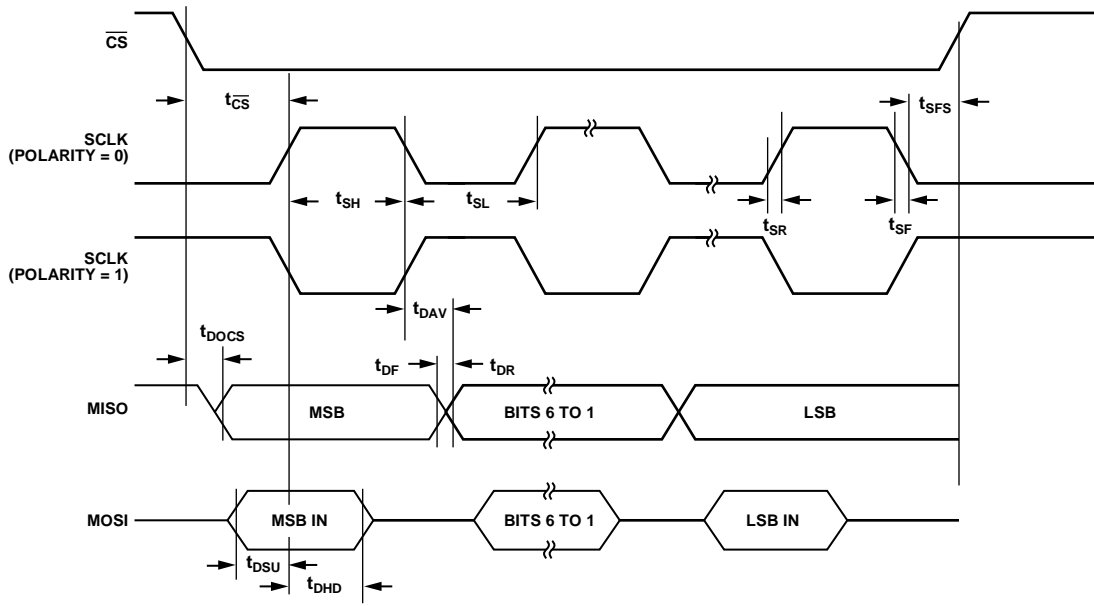 CS
tCS
tSFS
SCLK
(POLARITY = 0)
tSH
tSL
tSR
tSF
SCLK
(POLARITY = 1)
tDAV
tDOCS
tDF
tDR
MISO
MSB
BITS 6 TO 1
LSB
MOSI
MSB IN
BITS 6 TO 1
LSB IN
tDSU
tDHD